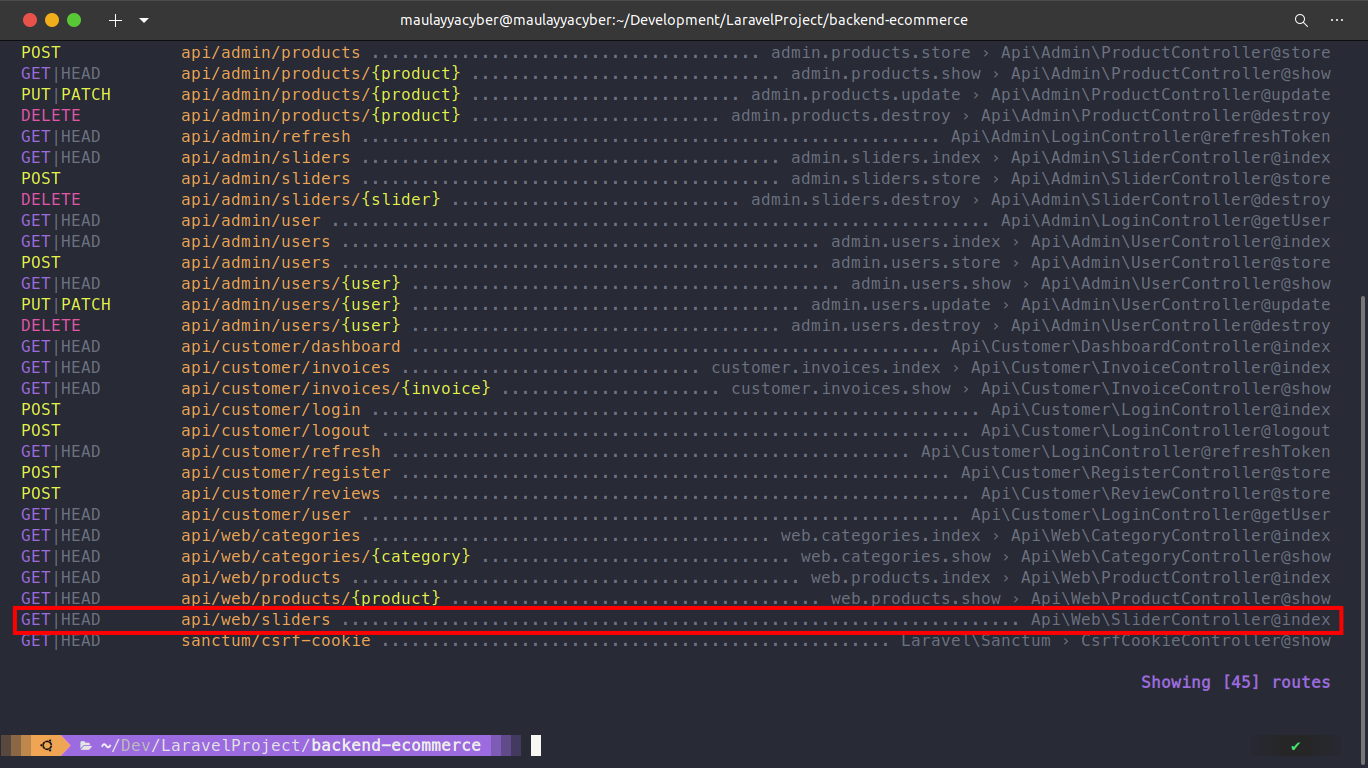 maulayyacyber@maulayyacyber:~/Development/LaravelProject/backend-ecommerce
POST api/admin/products ....................................... admin.products.store › Api\Admin\ProductController@store
GET|HEAD api/admin/products/{product} ............................... admin.products.show › Api\Admin\ProductController@show
PUT|PATCH api/admin/products/{product} ........................... admin.products.update › Api\Admin\ProductController@update
DELETE api/admin/products/{product} ......................... admin.products.destroy › Api\Admin\ProductController@destroy
GET|HEAD api/admin/refresh .......................................................... Api\Admin\LoginController@refreshToken
GET|HEAD api/admin/sliders .......................................... admin.sliders.index › Api\Admin\SliderController@index
POST api/admin/sliders .......................................... admin.sliders.store › Api\Admin\SliderController@store
DELETE api/admin/sliders/{slider} ............................. admin.sliders.destroy › Api\Admin\SliderController@destroy
GET|HEAD api/admin/user .................................................................. Api\Admin\LoginController@getUser
GET|HEAD api/admin/users ................................................ admin.users.index › Api\Admin\UserController@index
POST api/admin/users ................................................ admin.users.store › Api\Admin\UserController@store
GET|HEAD api/admin/users/{user} ........................................... admin.users.show › Api\Admin\UserController@show
PUT|PATCH api/admin/users/{user} ....................................... admin.users.update › Api\Admin\UserController@update
DELETE api/admin/users/{user} ..................................... admin.users.destroy › Api\Admin\UserController@destroy
GET|HEAD api/customer/dashboard ..................................................... Api\Customer\DashboardController@index
GET|HEAD api/customer/invoices ................................. customer.invoices.index › Api\Customer\InvoiceController@index
GET|HEAD api/customer/invoices/{invoice} ...................... customer.invoices.show › Api\Customer\InvoiceController@show
POST api/customer/login ............................................................. Api\Customer\LoginController@index
POST api/customer/logout ........................................................... Api\Customer\LoginController@logout
GET|HEAD api/customer/refresh .................................................... Api\Customer\LoginController@refreshToken
POST api/customer/register ....................................................... Api\Customer\RegisterController@store
POST api/customer/reviews .......................................................... Api\Customer\ReviewController@store
GET|HEAD api/customer/user ............................................................ Api\Customer\LoginController@getUser
GET|HEAD api/web/categories ......................................... web.categories.index › Api\Web\CategoryController@index
GET|HEAD api/web/categories/{category} ............................... web.categories.show › Api\Web\CategoryController@show
GET|HEAD api/web/products ............................................. web.products.index › Api\Web\ProductController@index
GET|HEAD api/web/products/{product} ..................................... web.products.show › Api\Web\ProductController@show
GET|HEAD api/web/sliders .................................................................... Api\Web\SliderController@index
GET|HEAD sanctum/csrf-cookie ................................................... Laravel\Sanctum › CsrfCookieController@show
Showing [45] routes
~/Dev/LaravelProject/backend-ecommerce